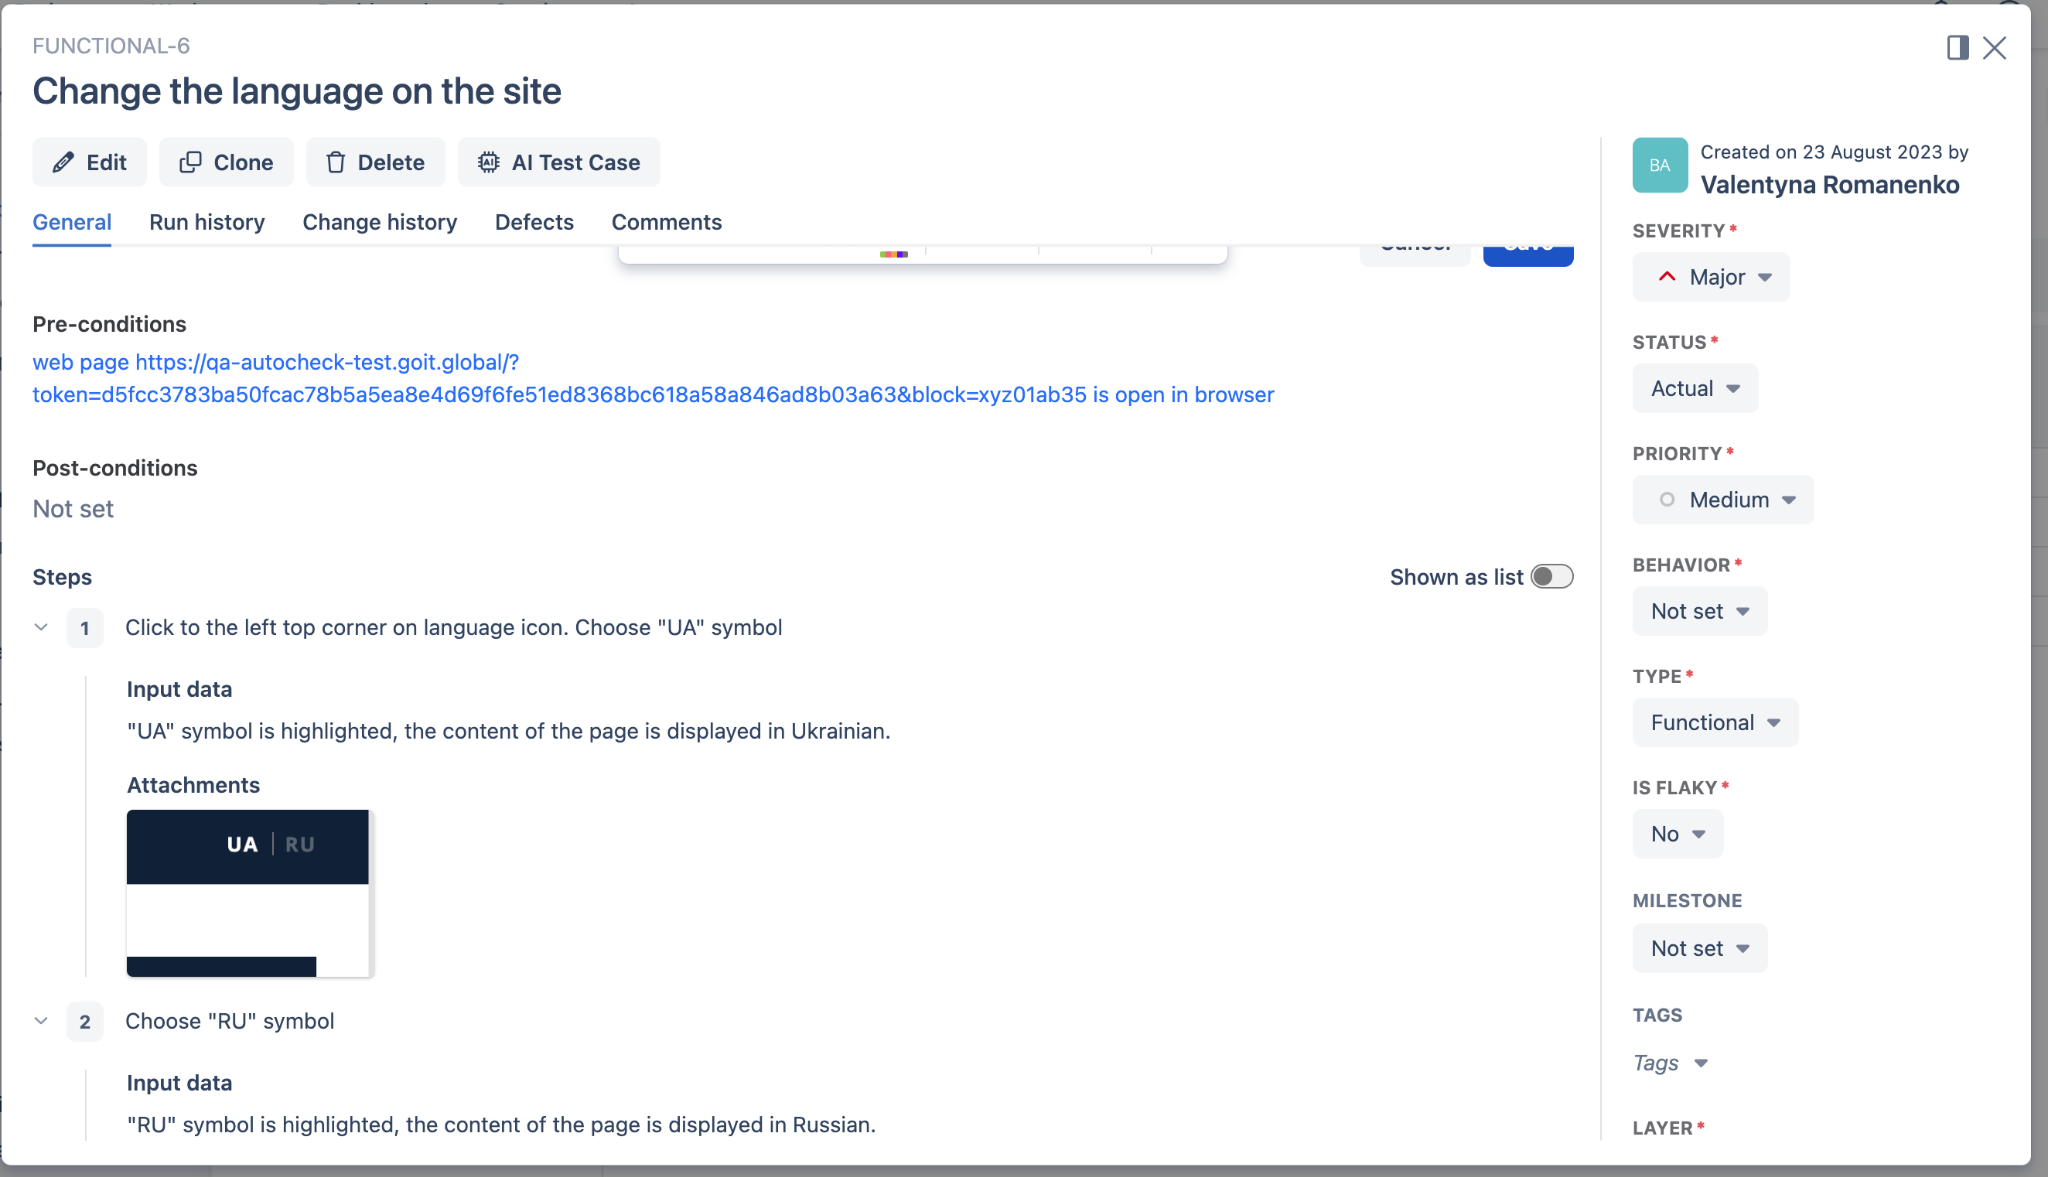 FUNCTIONAL-6
Change the language on the site
Edit
Clone
Delete
AI Test Case
General
Run history
Change history
Defects
Comments
Pre-conditions
web page https://qa-autocheck-test.goit.global/?
token=d5fcc3783ba50fcac78b5a5ea8e4d69f6fe51ed8368bc618a58a846ad8b03a63&block=xyz01ab35 is open in browser
Post-conditions
Not set
Steps
Shown as list
1
Click to the left top corner on language icon. Choose "UA" symbol
Input data
"UA" symbol is highlighted, the content of the page is displayed in Ukrainian.
Attachments
UA | RU
2
Choose "RU" symbol
Input data
"RU" symbol is highlighted, the content of the page is displayed in Russian.
BA
Created on 23 August 2023 by
Valentyna Romanenko
SEVERITY*
Major
STATUS*
Actual
PRIORITY*
Medium
BEHAVIOR*
Not set
TYPE*
Functional
IS FLAKY*
No
MILESTONE
Not set
TAGS
Tags
LAYER*